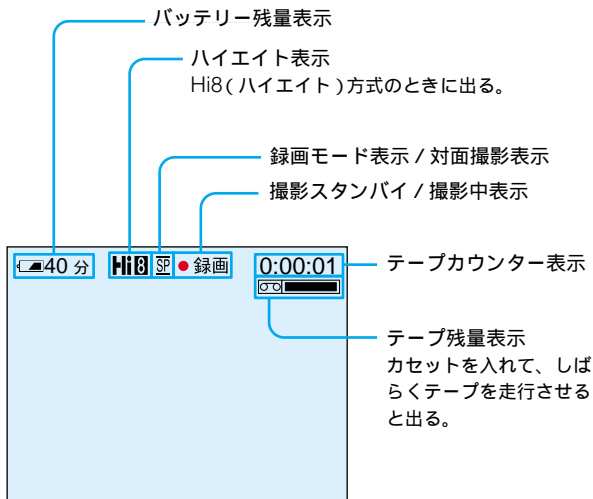 バッテリー残量表示
ハイエイト表示
Hi8(ハイエイト)方式のときに出る。
録画モード表示 / 対面撮影表示
撮影スタンバイ / 撮影中表示
40 分 Hi8 SP ●録画 0:00:01
テープカウンター表示
テープ残量表示
カセットを入れて、しば
らくテープを走行させる
と出る。